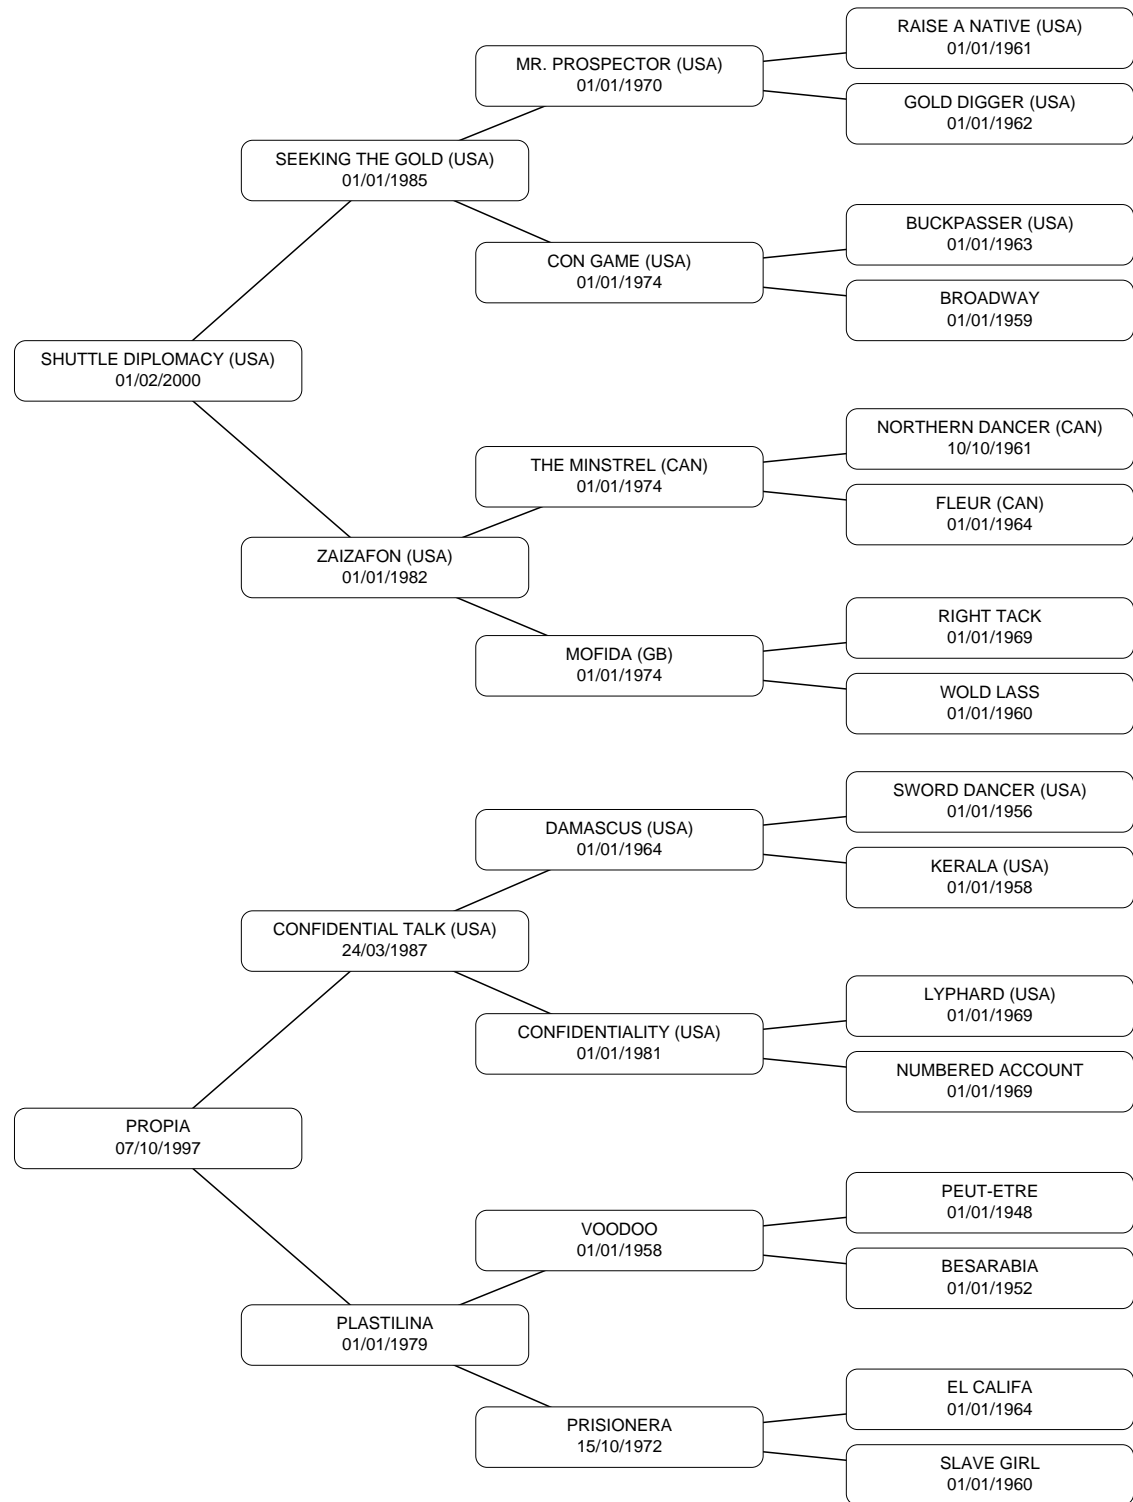 RAISE A NATIVE (USA)
01/01/1961
MR. PROSPECTOR (USA)
01/01/1970
GOLD DIGGER (USA)
01/01/1962
SEEKING THE GOLD (USA)
01/01/1985
BUCKPASSER (USA)
01/01/1963
CON GAME (USA)
01/01/1974
BROADWAY
01/01/1959
SHUTTLE DIPLOMACY (USA)
01/02/2000
NORTHERN DANCER (CAN)
10/10/1961
THE MINSTREL (CAN)
01/01/1974
FLEUR (CAN)
01/01/1964
ZAIZAFON (USA)
01/01/1982
RIGHT TACK
01/01/1969
MOFIDA (GB)
01/01/1974
WOLD LASS
01/01/1960
SWORD DANCER (USA)
01/01/1956
DAMASCUS (USA)
01/01/1964
KERALA (USA)
01/01/1958
CONFIDENTIAL TALK (USA)
24/03/1987
LYPHARD (USA)
01/01/1969
CONFIDENTIALITY (USA)
01/01/1981
NUMBERED ACCOUNT
01/01/1969
PROPIA
07/10/1997
PEUT-ETRE
01/01/1948
VOODOO
01/01/1958
BESARABIA
01/01/1952
PLASTILINA
01/01/1979
EL CALIFA
01/01/1964
PRISIONERA
15/10/1972
SLAVE GIRL
01/01/1960